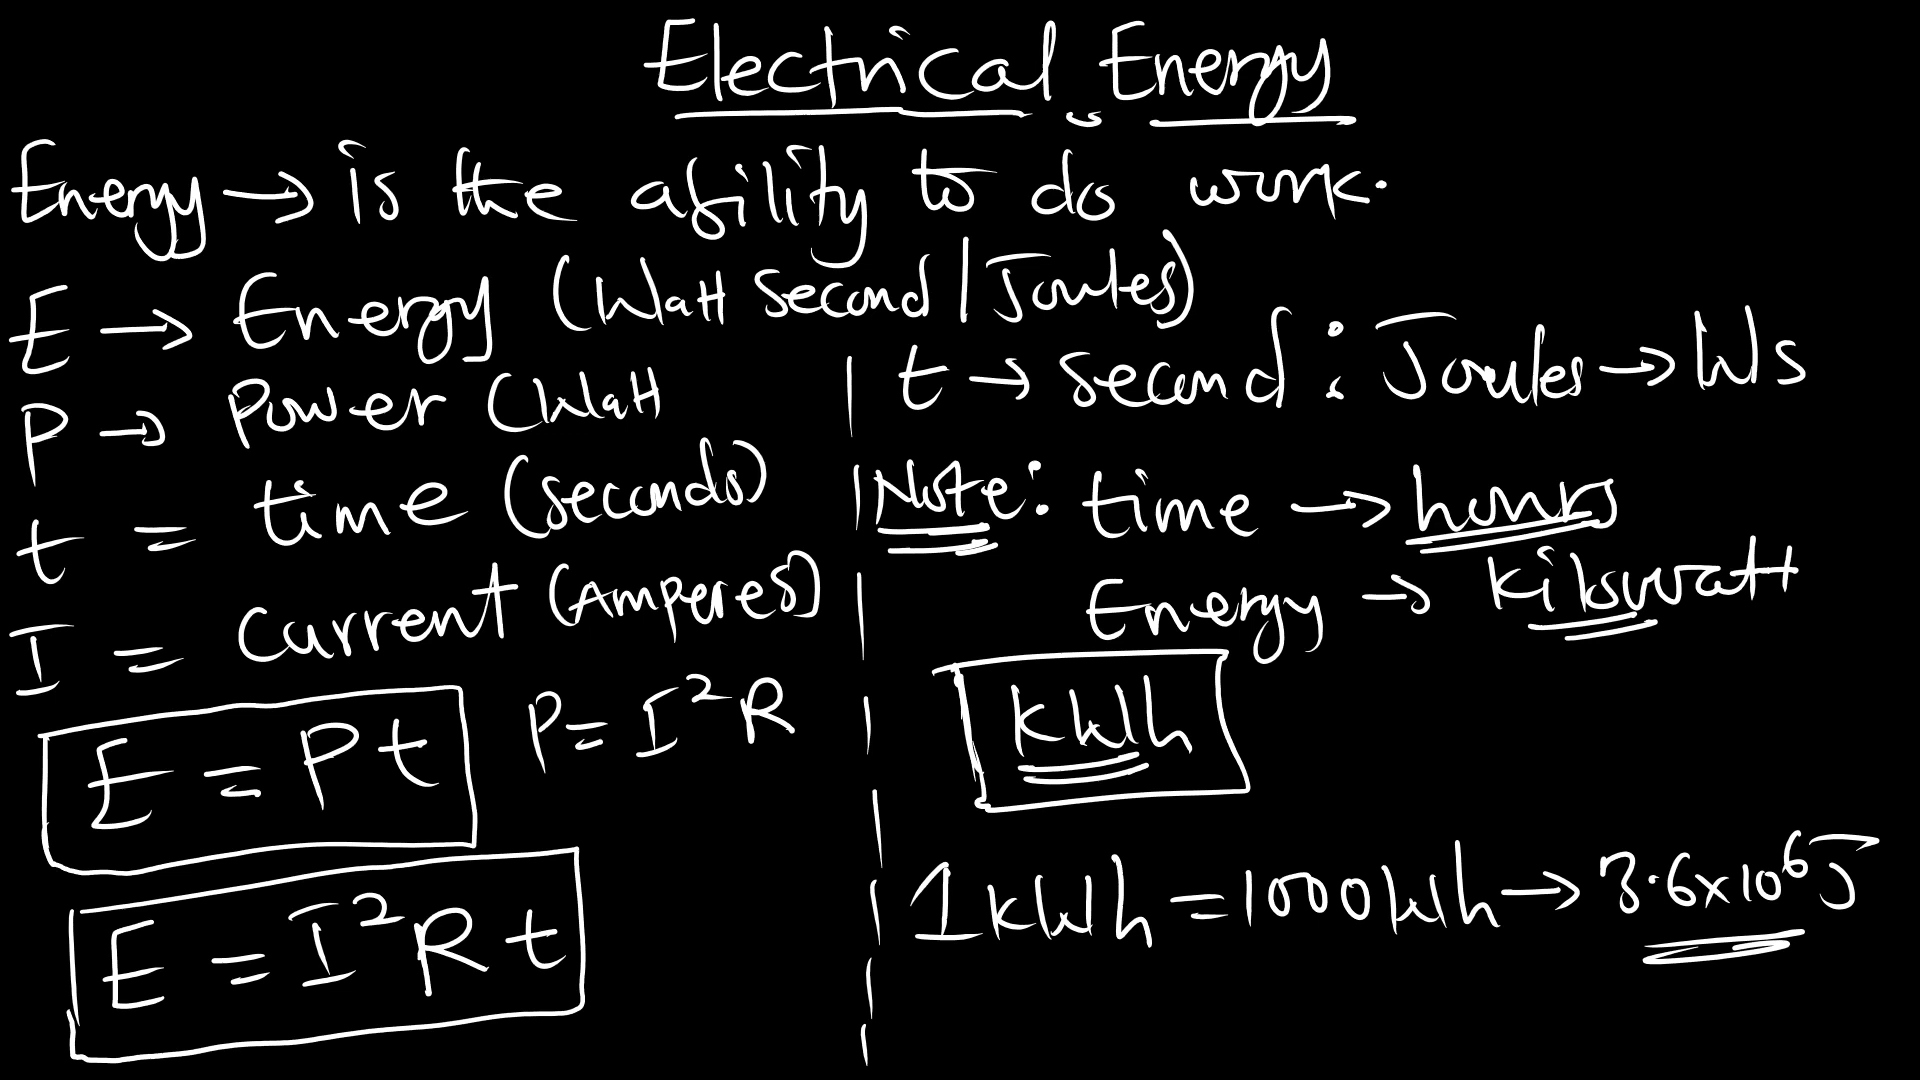 Electrical Energy
Energy → is the ability to do work.
E → Energy (Watt Second / Joules)
P → Power (Watt
t = time (seconds)
I = Current (Amperes)
E = Pt
P = I²R
E = I²Rt
t → second : Joules → Ws
Note: time → hours
Energy → Kilowatt
kWh
1kWh = 1000Wh → 3.6x10⁶J